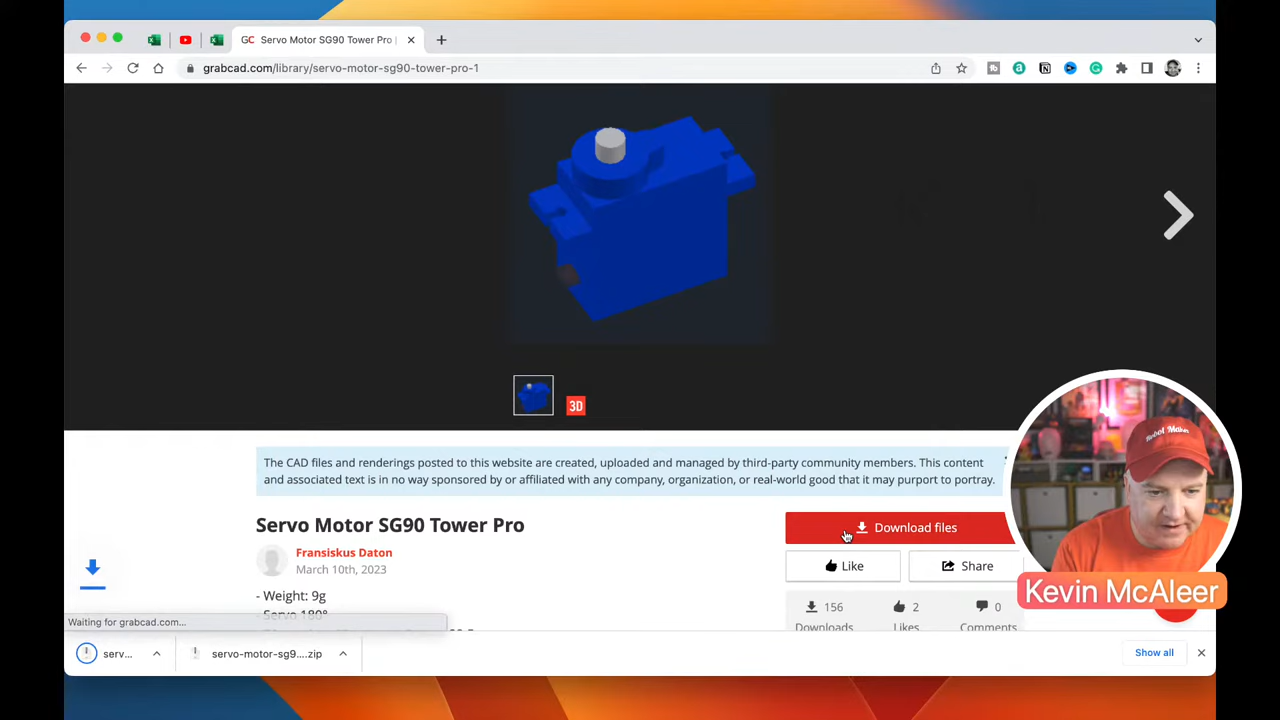 GC Servo Motor SG90 Tower Pro |
grabcad.com/library/servo-motor-sg90-tower-pro-1
3D
The CAD files and renderings posted to this website are created, uploaded and managed by third-party community members. This content
and associated text is in no way sponsored by or affiliated with any company, organization, or real-world good that it may purport to portray.
Servo Motor SG90 Tower Pro
Fransiskus Daton
March 10th, 2023
- Weight: 9g
- Servo 180°
Download files
Like
Share
156
2
0
Downloads
Likes
Comments
Robot Maker
Kevin McAleer
Waiting for grabcad.com...
serv...
servo-motor-sg9....zip
Show all